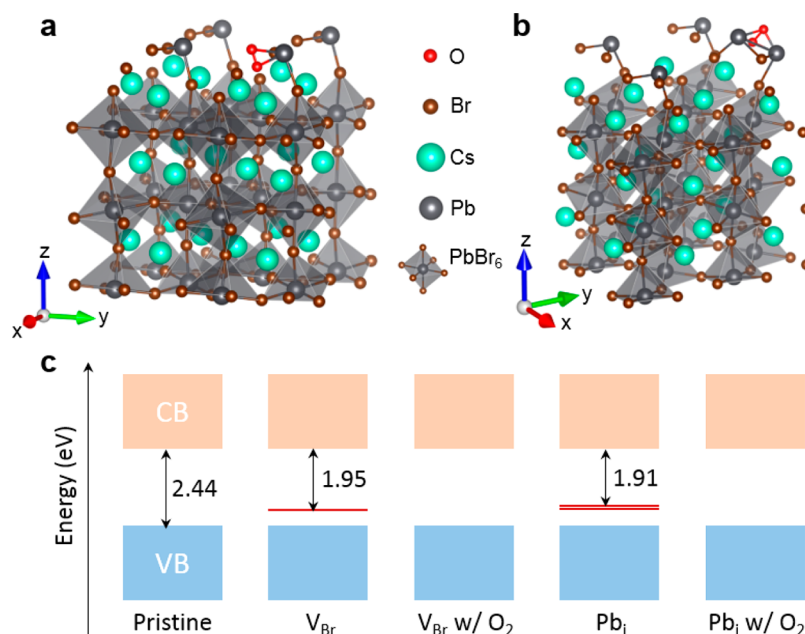 a
b
O
Br
Cs
Pb
PbBr6
z
y
x
z
y
x
c
Energy (eV)
CB
2.44
1.95
1.91
VB
Pristine
VBr
VBr w/ O2
Pbi
Pbi w/ O2